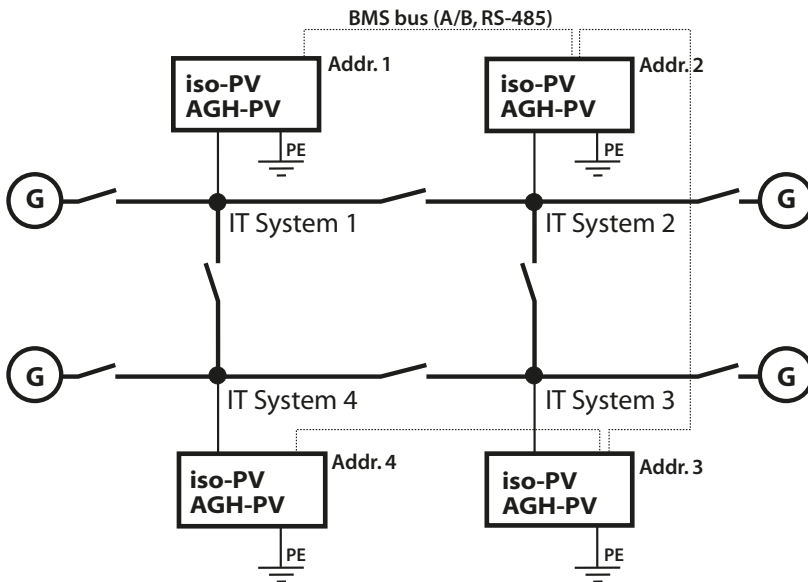 BMS bus (A/B, RS-485)
Addr. 1
iso-PV
AGH-PV
PE
Addr. 2
iso-PV
AGH-PV
PE
G
IT System 1
IT System 2
G
G
IT System 4
IT System 3
G
Addr. 4
iso-PV
AGH-PV
PE
Addr. 3
iso-PV
AGH-PV
PE